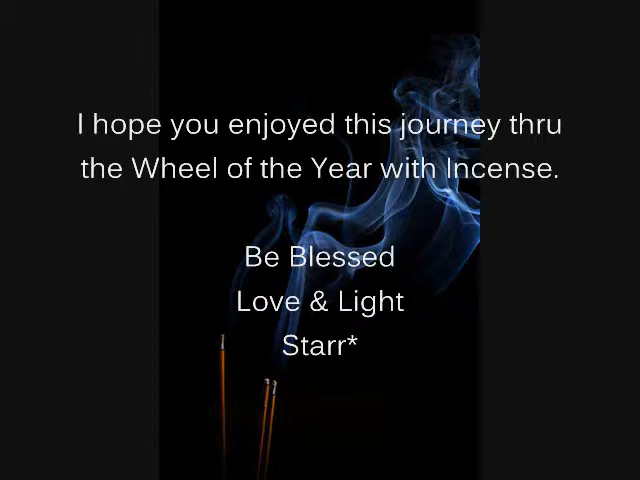 I hope you enjoyed this journey thru
the Wheel of the Year with Incense.
Be Blessed
Love & Light
Starr*